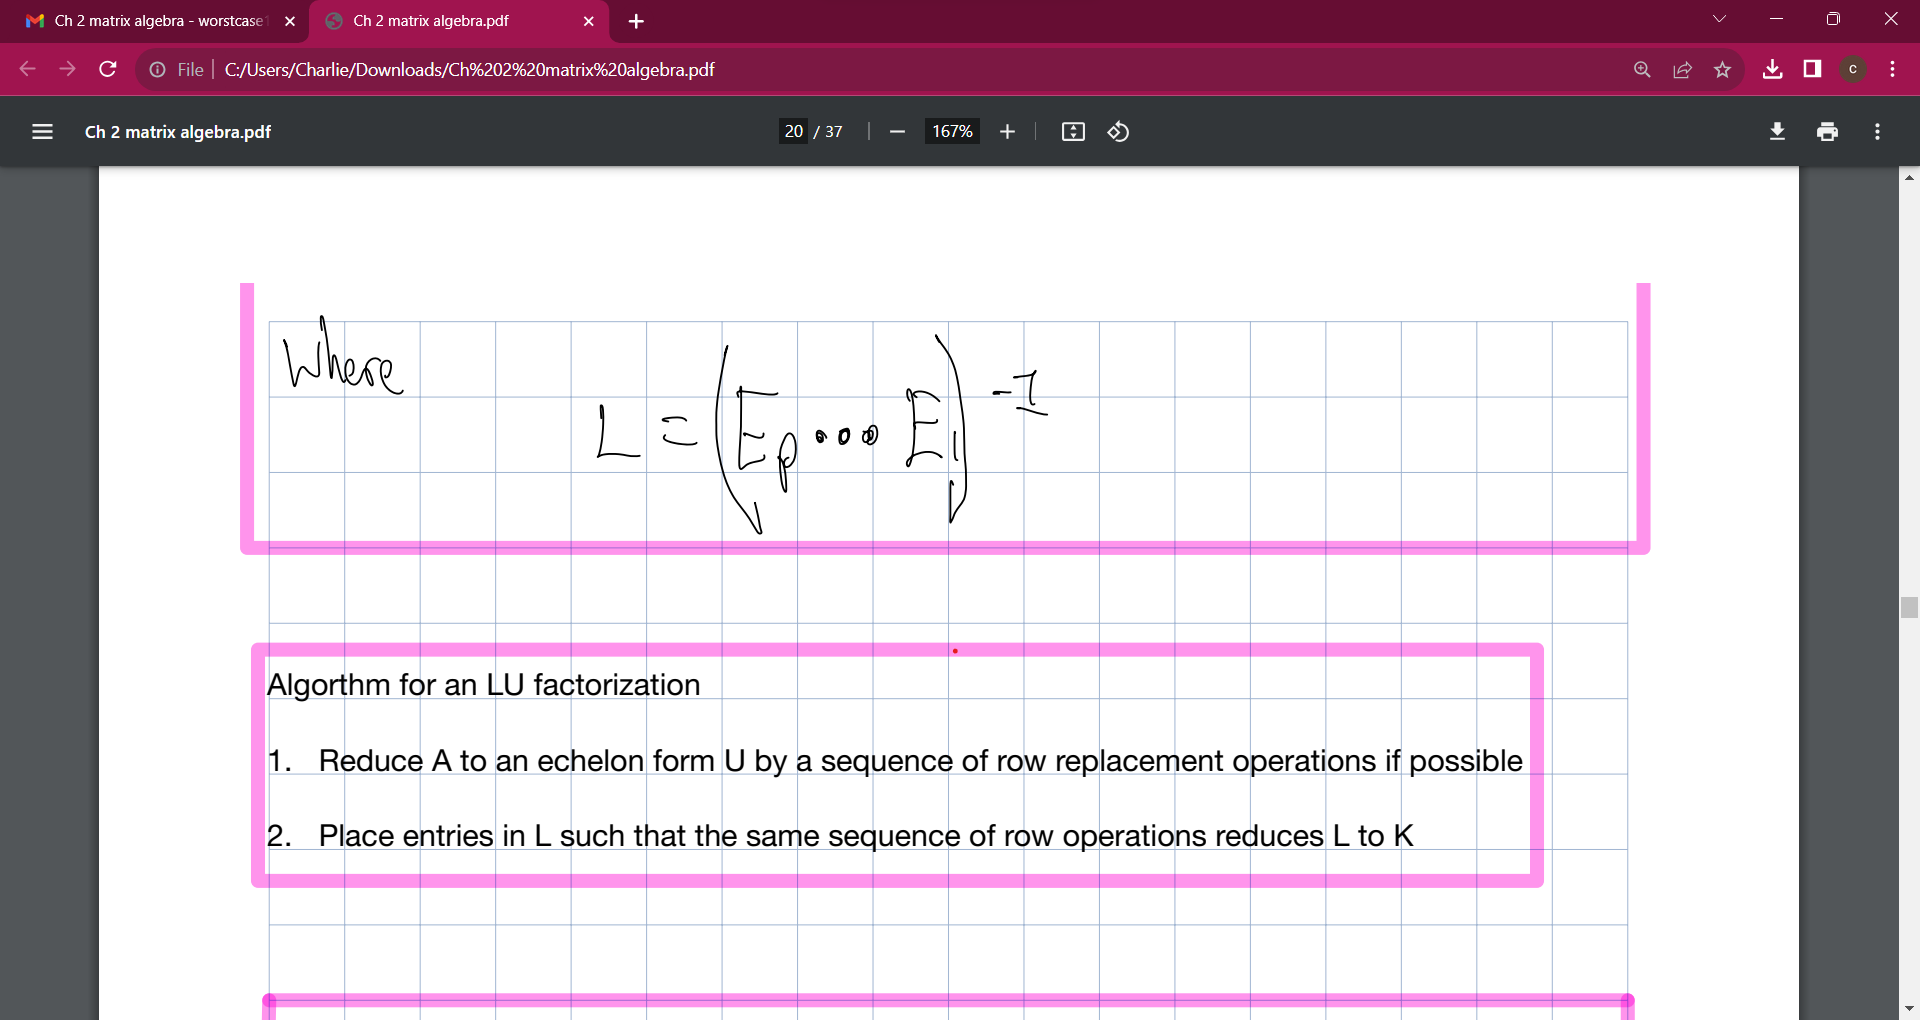 Ch 2 matrix algebra - worstcase1
Ch 2 matrix algebra.pdf
File
C:/Users/Charlie/Downloads/Ch%202%20matrix%20algebra.pdf
c
Ch 2 matrix algebra.pdf
20 / 37
167%
Where
L = (Ep ... E1)^-1
Algorthm for an LU factorization
1. Reduce A to an echelon form U by a sequence of row replacement operations if possible
2. Place entries in L such that the same sequence of row operations reduces L to K